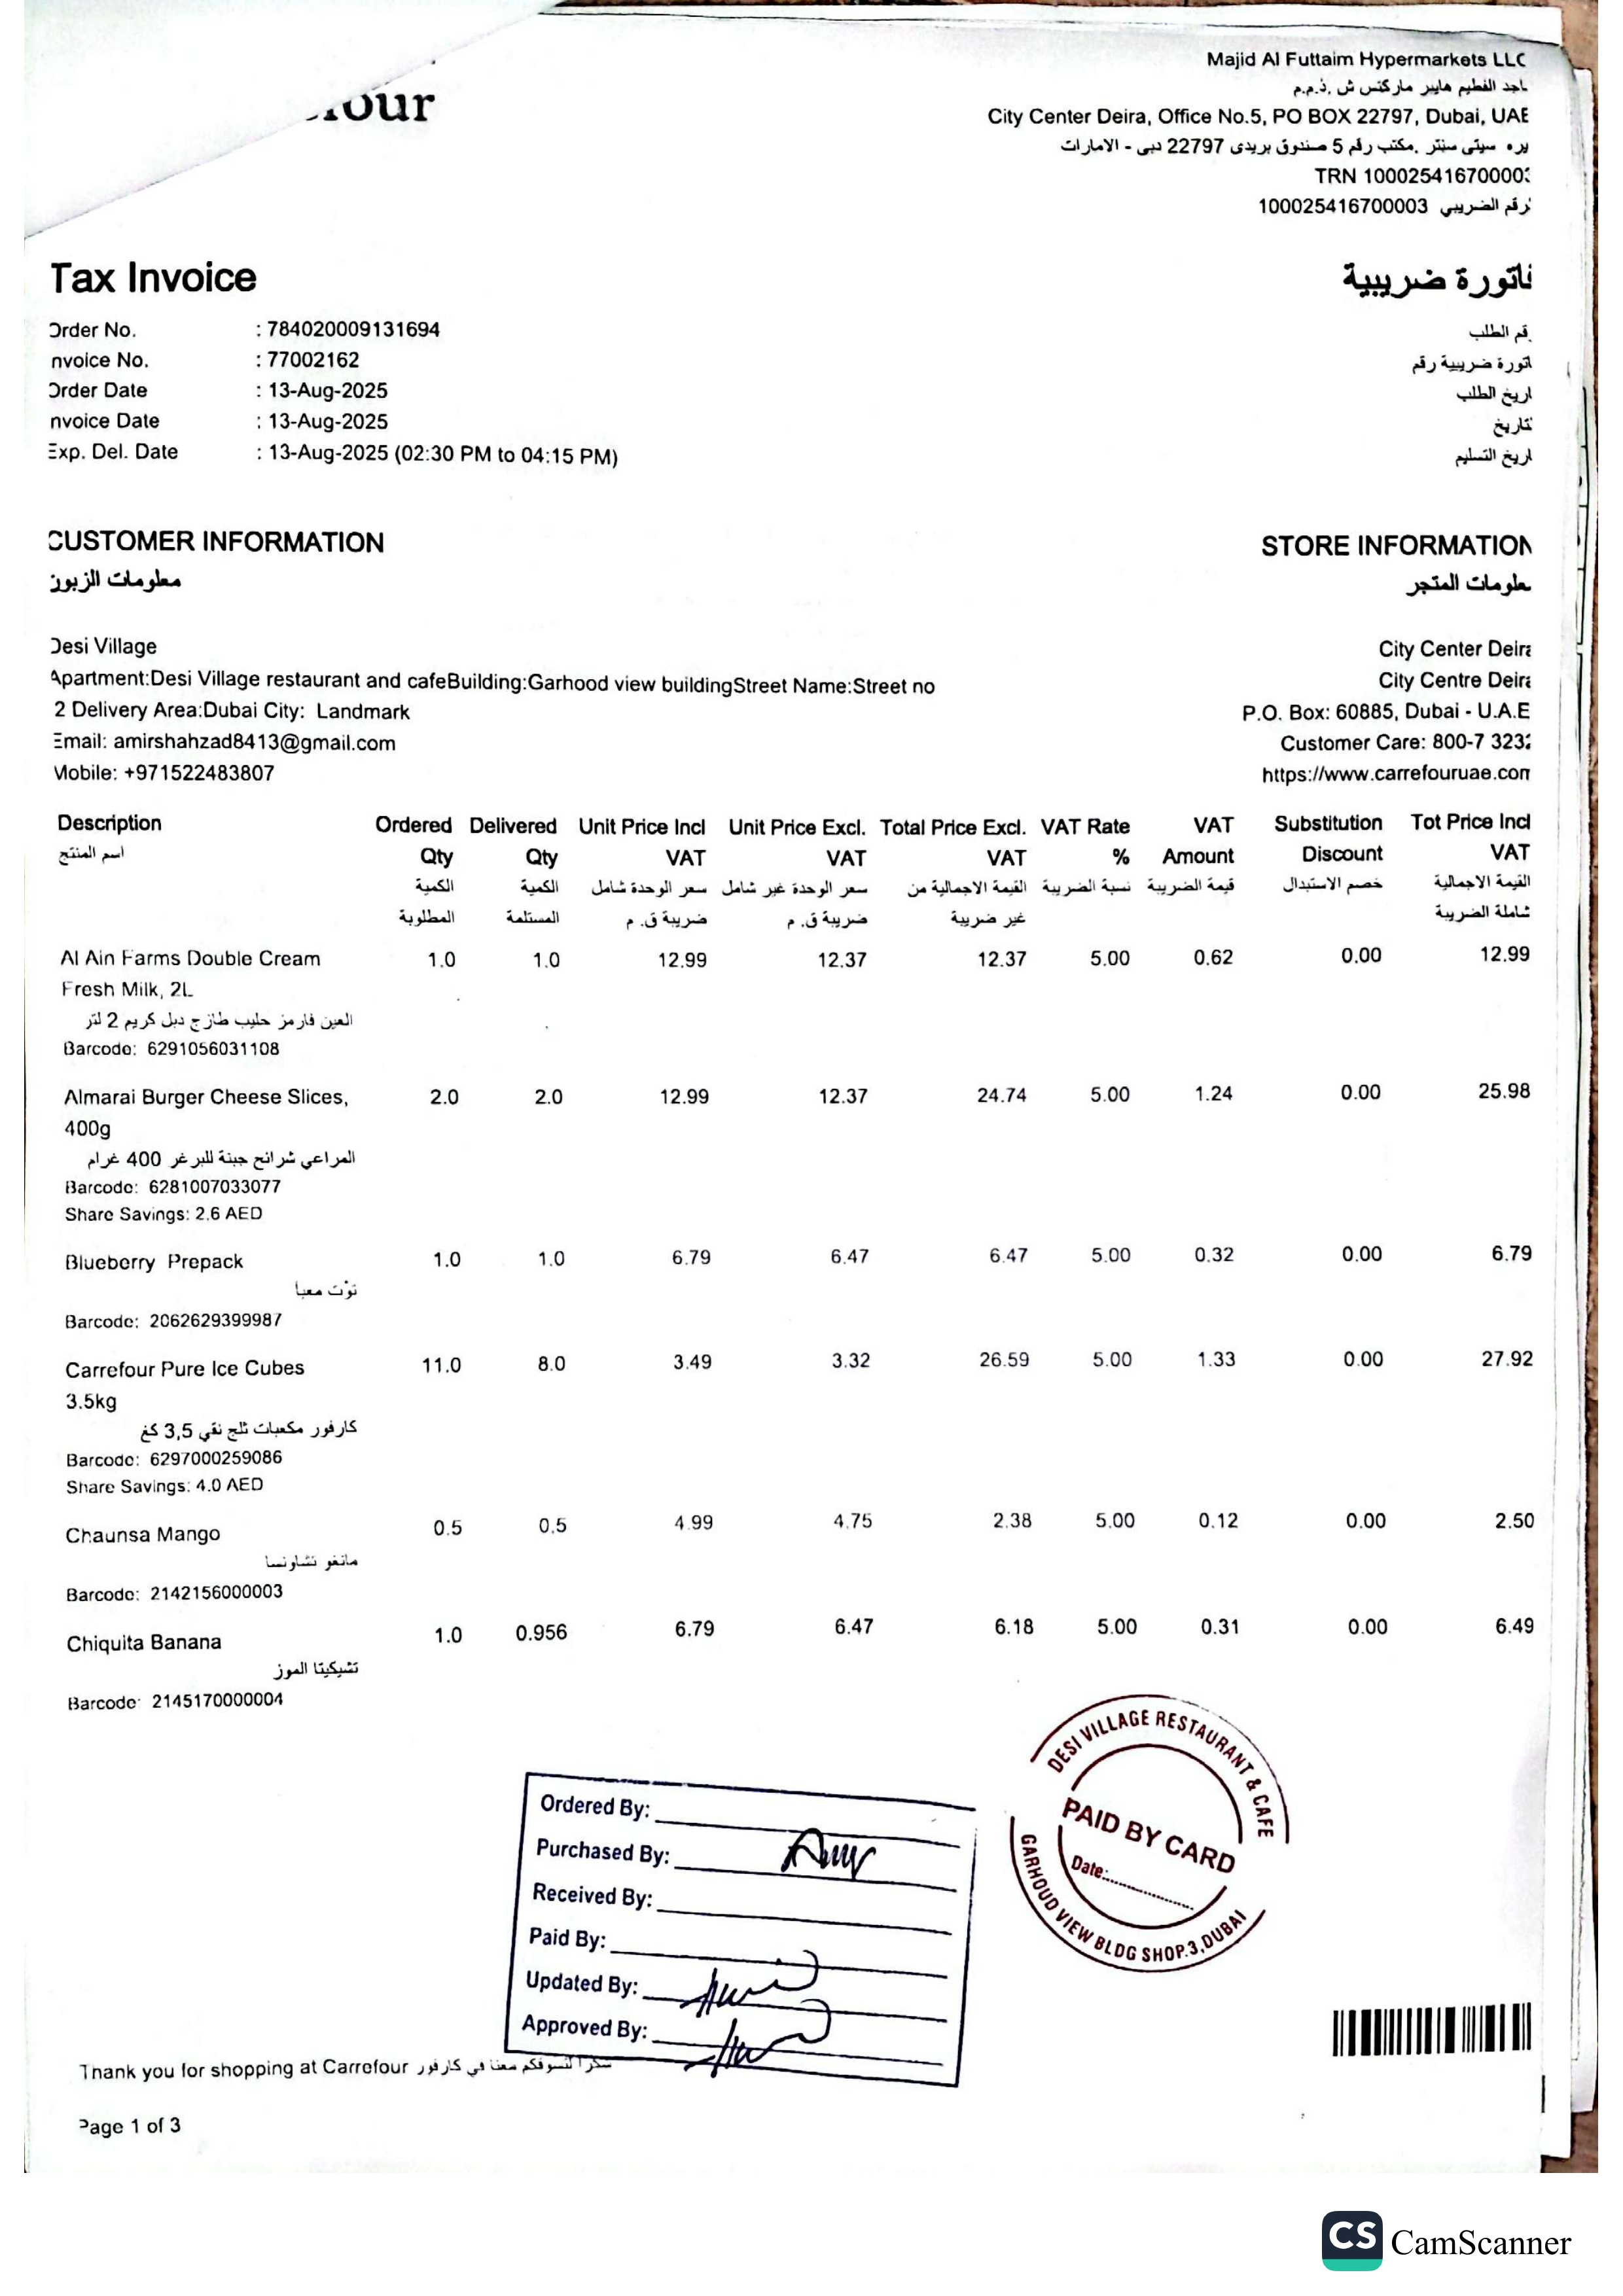 Majid Al Futtaim Hypermarkets LLC
اجد الفطيم هايبر ماركتس ش .ذ.م.م
City Center Deira, Office No.5, PO BOX 22797, Dubai, UAE
يره سيتى سنتر .مكتب رقم 5 صندوق بريدى 22797 دبى - الامارات
TRN 100025416700003
رقم الضريبي 100025416700003
Tax Invoice
فاتورة ضريبية
Order No. : 784020009131694
رقم الطلب
Invoice No. : 77002162
اتورة ضريبية رقم
Order Date : 13-Aug-2025
اريخ الطلب
Invoice Date : 13-Aug-2025
تاريخ
Exp. Del. Date : 13-Aug-2025 (02:30 PM to 04:15 PM)
اريخ التسليم
CUSTOMER INFORMATION
معلومات الزبون
STORE INFORMATION
علومات المتجر
Desi Village
Apartment:Desi Village restaurant and cafeBuilding:Garhood view buildingStreet Name:Street no
2 Delivery Area:Dubai City: Landmark
Email: amirshahzad8413@gmail.com
Mobile: +971522483807
City Center Deira
City Centre Deira
P.O. Box: 60885, Dubai - U.A.E
Customer Care: 800-7 3232
https://www.carrefouruae.com
Description Ordered Delivered Unit Price Incl Unit Price Excl. Total Price Excl. VAT Rate VAT Substitution Tot Price Incl
Qty Qty VAT VAT VAT % Amount Discount VAT
اسم المنتج الكمية الكمية سعر الوحدة شامل سعر الوحدة غير شامل القيمة الاجمالية من نسبة الضريبة قيمة الضريبة خصم الاستبدال القيمة الاجمالية
المطلوبة المستلمة ضريبة ق. م ضريبة ق. م غير ضريبة شاملة الضريبة
Al Ain Farms Double Cream 1.0 1.0 12.99 12.37 12.37 5.00 0.62 0.00 12.99
Fresh Milk, 2L
العين فارمز حليب طازج دبل كريم 2 لتر
Barcode: 6291056031108
Almarai Burger Cheese Slices, 2.0 2.0 12.99 12.37 24.74 5.00 1.24 0.00 25.98
400g
المراعي شرائح جبنة للبرغر 400 غرام
Barcode: 6281007033077
Share Savings: 2.6 AED
Blueberry Prepack 1.0 1.0 6.79 6.47 6.47 5.00 0.32 0.00 6.79
توْت معبا
Barcode: 2062629399987
Carrefour Pure Ice Cubes 11.0 8.0 3.49 3.32 26.59 5.00 1.33 0.00 27.92
3.5kg
كارفور مكعبات ثلج نقي 3,5 كغ
Barcode: 6297000259086
Share Savings: 4.0 AED
Chaunsa Mango 0.5 0.5 4.99 4.75 2.38 5.00 0.12 0.00 2.50
مانغو تشاونسا
Barcode: 2142156000003
Chiquita Banana 1.0 0.956 6.79 6.47 6.18 5.00 0.31 0.00 6.49
تشيكيتا الموز
Barcode: 2145170000004
DESI VILLAGE RESTAURANT & CAFE
PAID BY CARD
Date:
GARHOUD VIEW BLDG SHOP.3, DUBAI
Ordered By:
Purchased By:
Received By:
Paid By:
Updated By:
Approved By:
Thank you for shopping at Carrefour شكرا لتسوقكم معنا في كارفور
Page 1 of 3
CS CamScanner